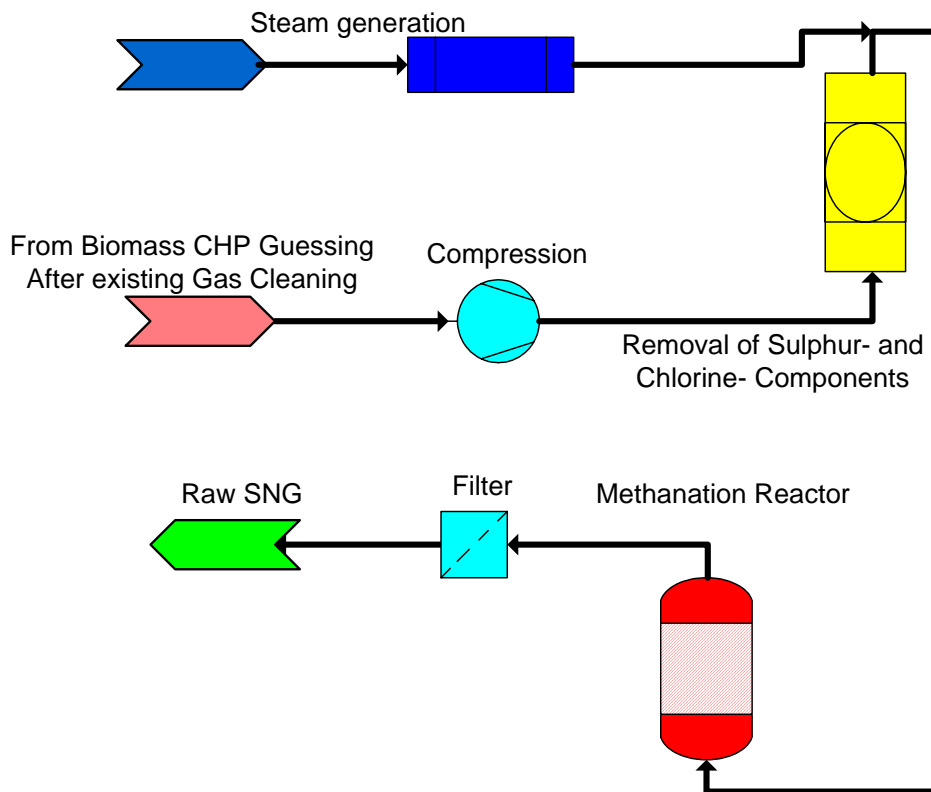 Steam generation
From Biomass CHP Guessing
After existing Gas Cleaning
Compression
Removal of Sulphur- and
Chlorine- Components
Raw SNG
Filter
Methanation Reactor